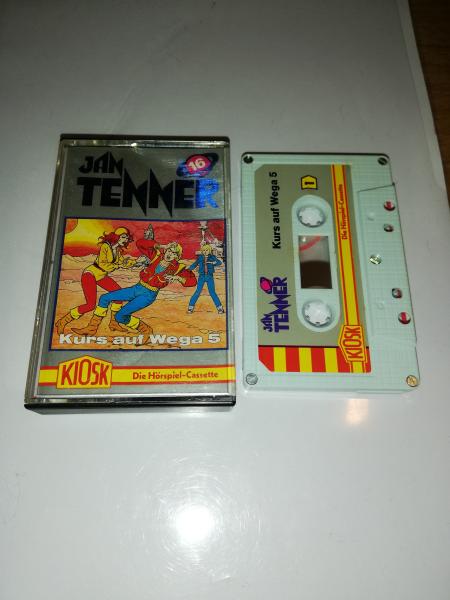 JAN
TENNER
16
Kurs auf Wega 5
KIOSK
Die Hörspiel-Cassette
JAN
TENNER
Kurs auf Wega 5
1
KIOSK
Die Hörspiel-Cassette